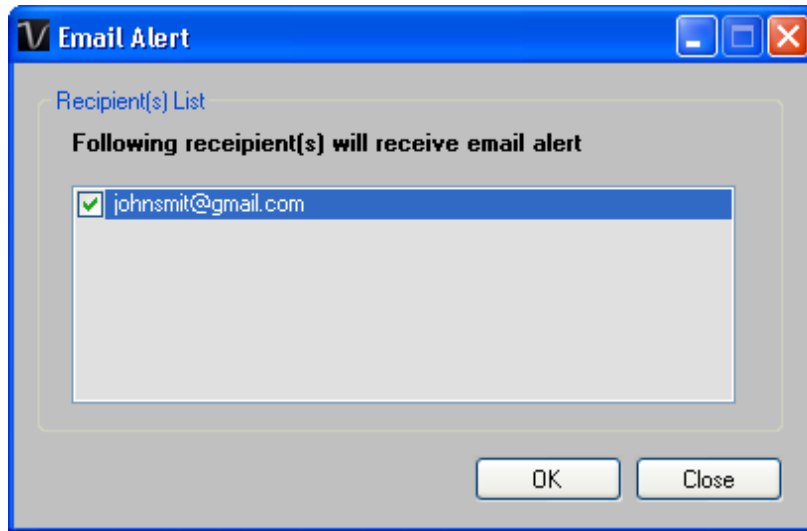 Email Alert
Recipient(s) List
Following receipient(s) will receive email alert
johnsmit@gmail.com
OK
Close